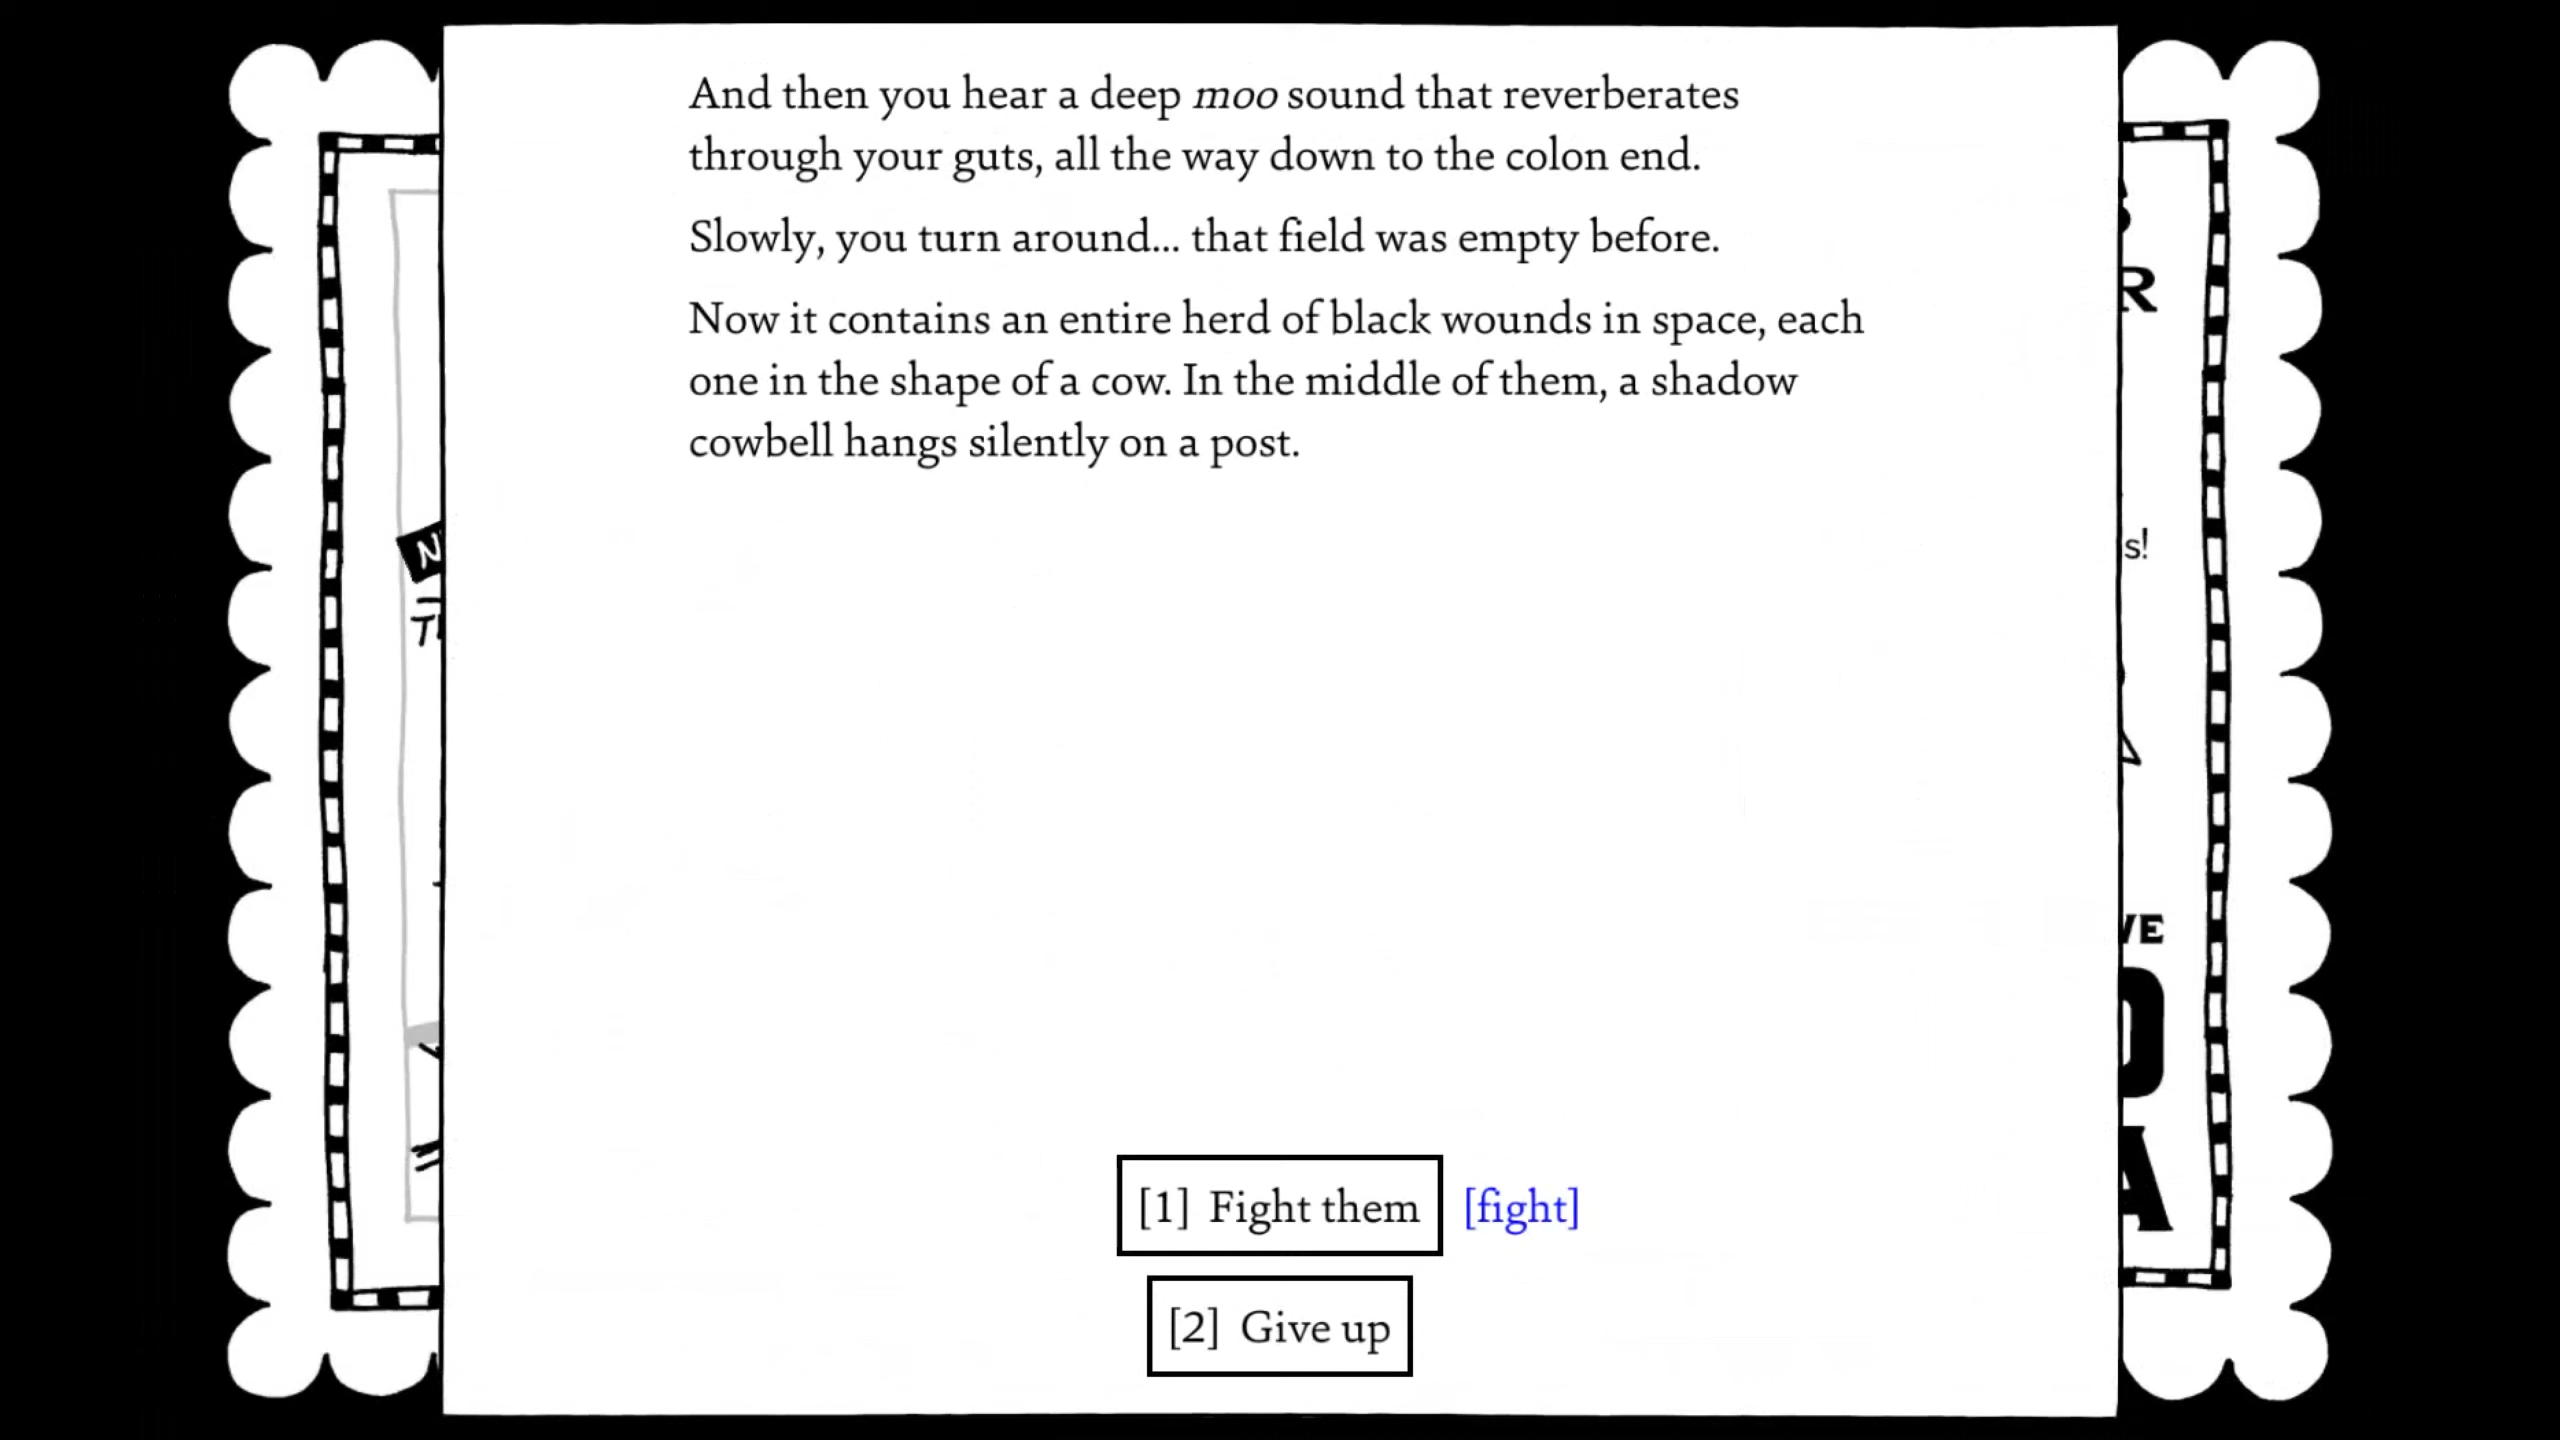 And then you hear a deep moo sound that reverberates
through your guts, all the way down to the colon end.
Slowly, you turn around... that field was empty before.
Now it contains an entire herd of black wounds in space, each
one in the shape of a cow. In the middle of them, a shadow
cowbell hangs silently on a post.
[1] Fight them [fight]
[2] Give up